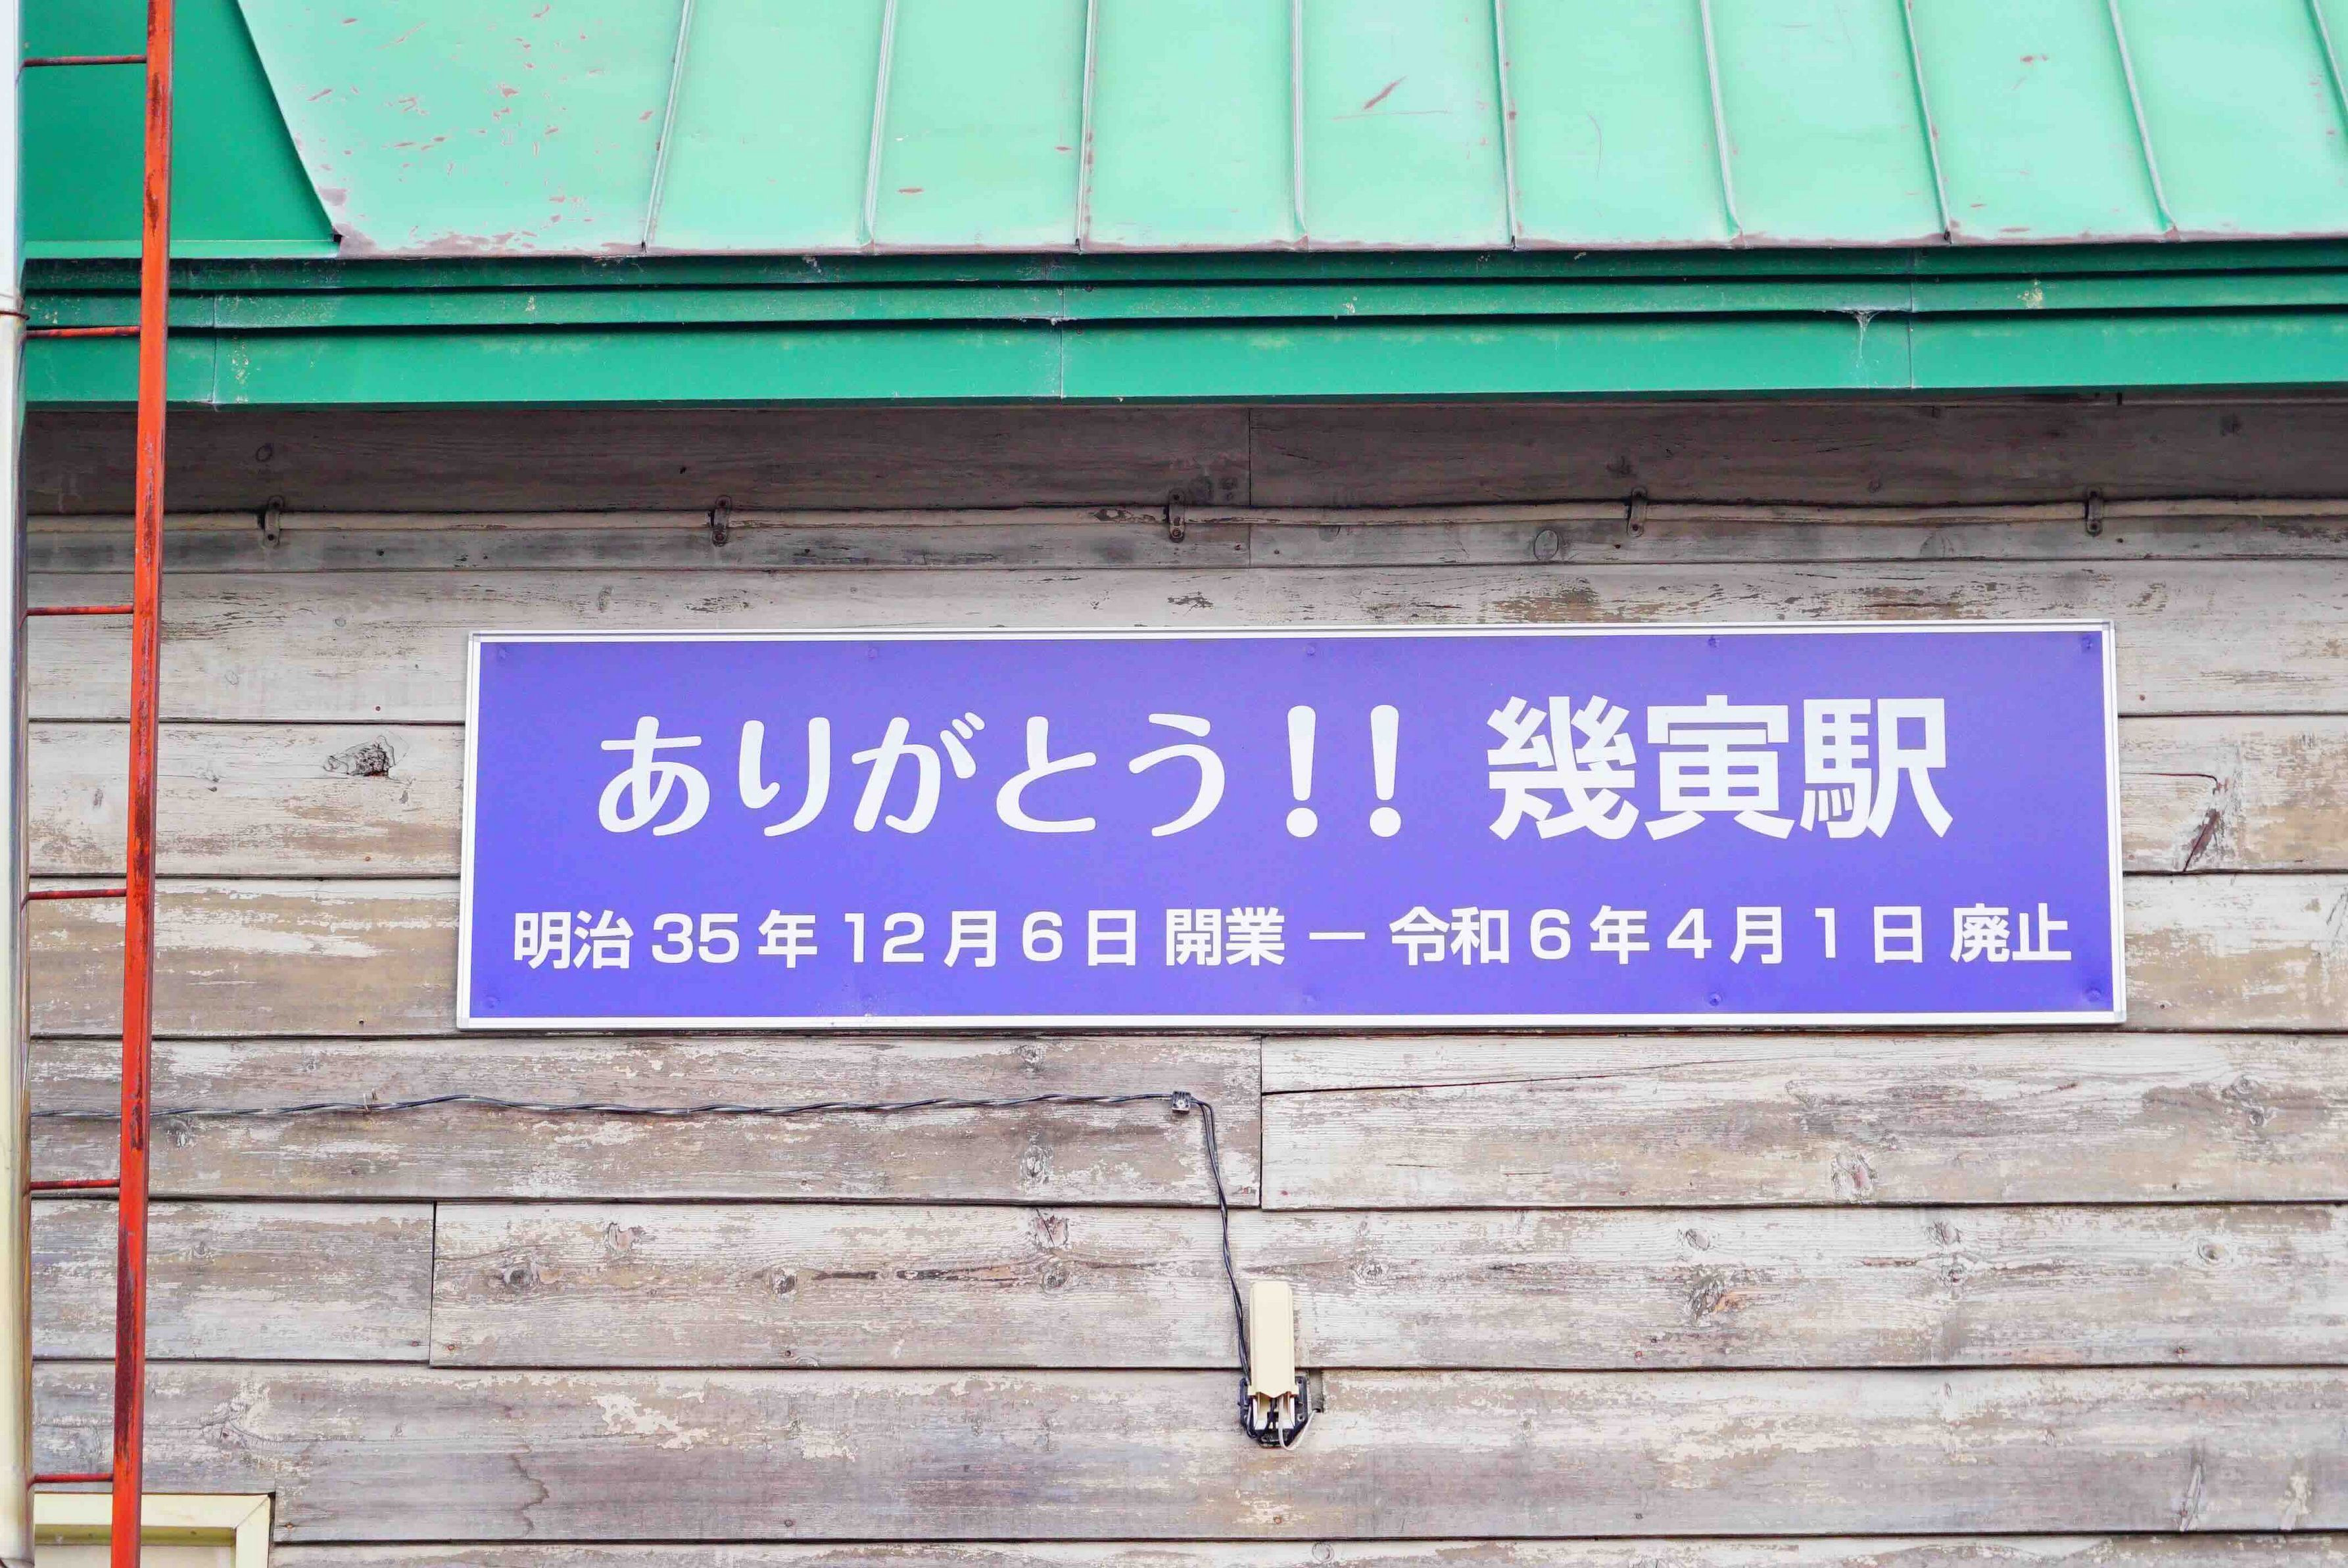 ありがとう!! 幾寅駅
明治35年12月6日 開業 － 令和6年4月1日 廃止